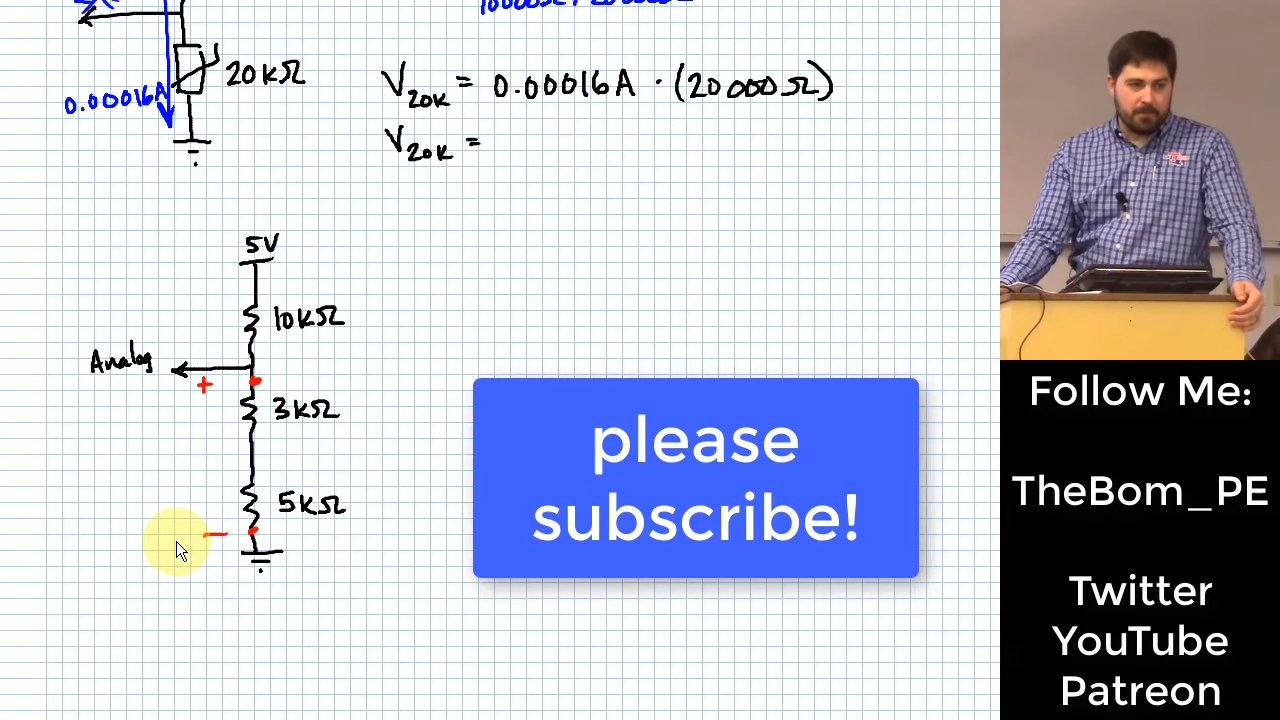 20kΩ
0.00016A
V20k = 0.00016A · (20000Ω)
V20k =
5V
10kΩ
Analog
+
3kΩ
5kΩ
−
please
subscribe!
Follow Me:
TheBom_PE
Twitter
YouTube
Patreon